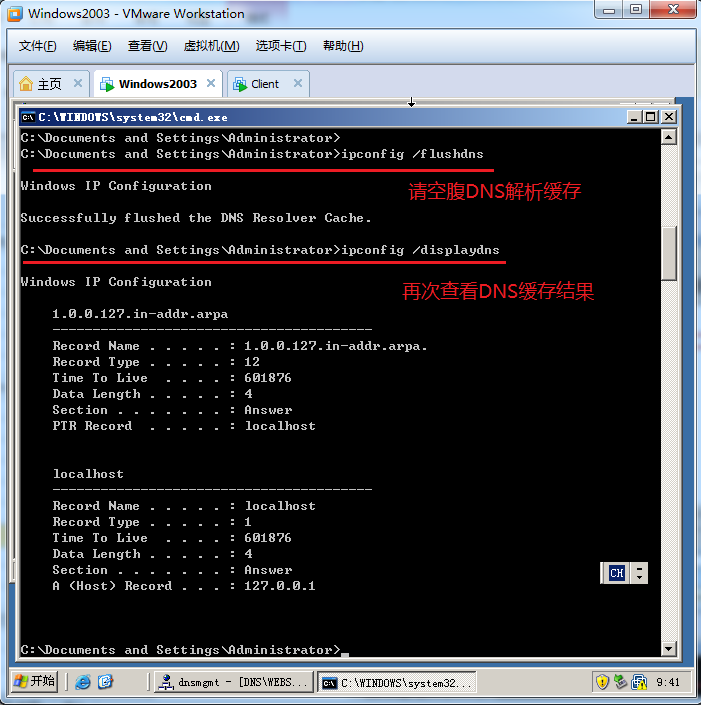 Windows2003 - VMware Workstation
文件(F) 编辑(E) 查看(V) 虚拟机(M) 选项卡(T) 帮助(H)
主页 Windows2003 Client
C:\WINDOWS\system32\cmd.exe
C:\Documents and Settings\Administrator>
C:\Documents and Settings\Administrator>ipconfig /flushdns
Windows IP Configuration
请空腹DNS解析缓存
Successfully flushed the DNS Resolver Cache.
C:\Documents and Settings\Administrator>ipconfig /displaydns
Windows IP Configuration
再次查看DNS缓存结果
1.0.0.127.in-addr.arpa
----------------------------------------
Record Name . . . . . : 1.0.0.127.in-addr.arpa.
Record Type . . . . . : 12
Time To Live  . . . . : 601876
Data Length . . . . . : 4
Section . . . . . . . : Answer
PTR Record  . . . . . : localhost
localhost
----------------------------------------
Record Name . . . . . : localhost
Record Type . . . . . : 1
Time To Live  . . . . : 601876
Data Length . . . . . : 4
Section . . . . . . . : Answer
A (Host) Record . . . : 127.0.0.1
CH
C:\Documents and Settings\Administrator>_
开始 dnsmgmt - [DNS\WEBS... C:\WINDOWS\system32... 9:41